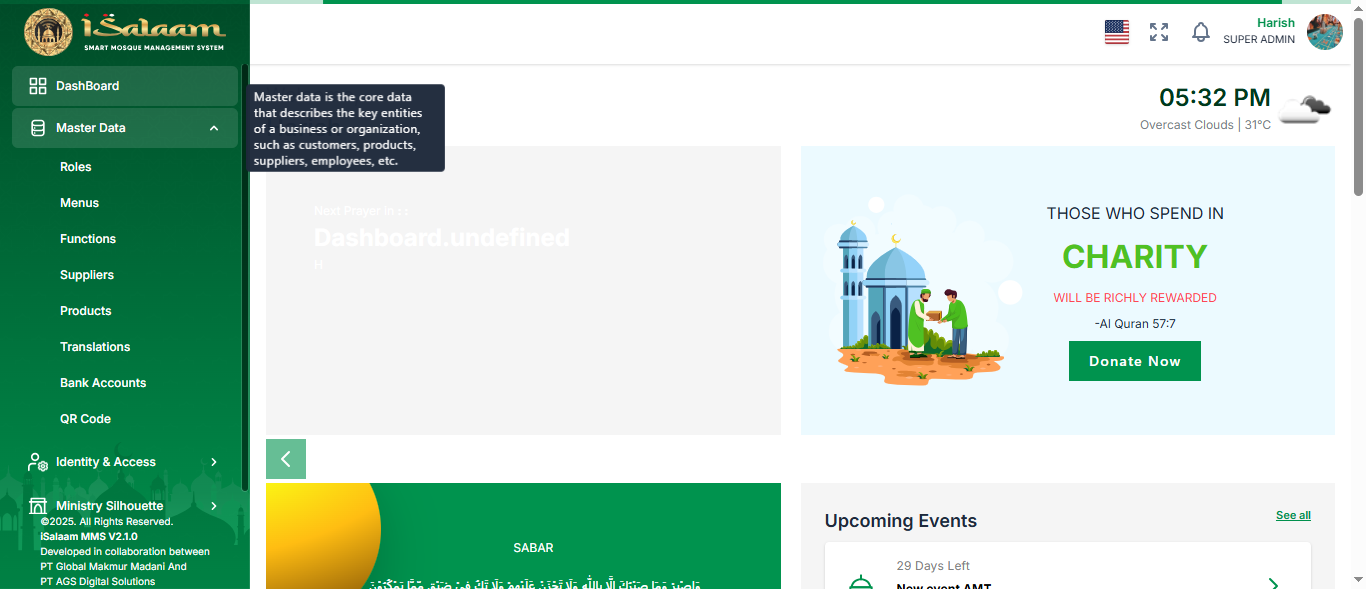 iSalaam
SMART MOSQUE MANAGEMENT SYSTEM
DashBoard
Master Data
Roles
Menus
Functions
Suppliers
Products
Translations
Bank Accounts
QR Code
Identity & Access
Ministry Silhouette
©2025. All Rights Reserved.
iSalaam MMS V2.1.0
Developed in collaboration between
PT Global Makmur Madani And
PT AGS Digital Solutions
Master data is the core data
that describes the key entities
of a business or organization,
such as customers, products,
suppliers, employees, etc.
Harish
SUPER ADMIN
05:32 PM
Overcast Clouds | 31°C
Next Prayer in : :
Dashboard.undefined
H
THOSE WHO SPEND IN
CHARITY
WILL BE RICHLY REWARDED
-Al Quran 57:7
Donate Now
SABAR
وَاصْبِرْ وَمَا صَبْرُكَ اِلَّا بِاللّٰهِ وَلَا تَحْزَنْ عَلَيْهِمْ وَلَا تَكُ فِيْ ضَيْقٍ مِّمَّا يَمْكُرُوْنَ
Upcoming Events
See all
29 Days Left
New event AMT